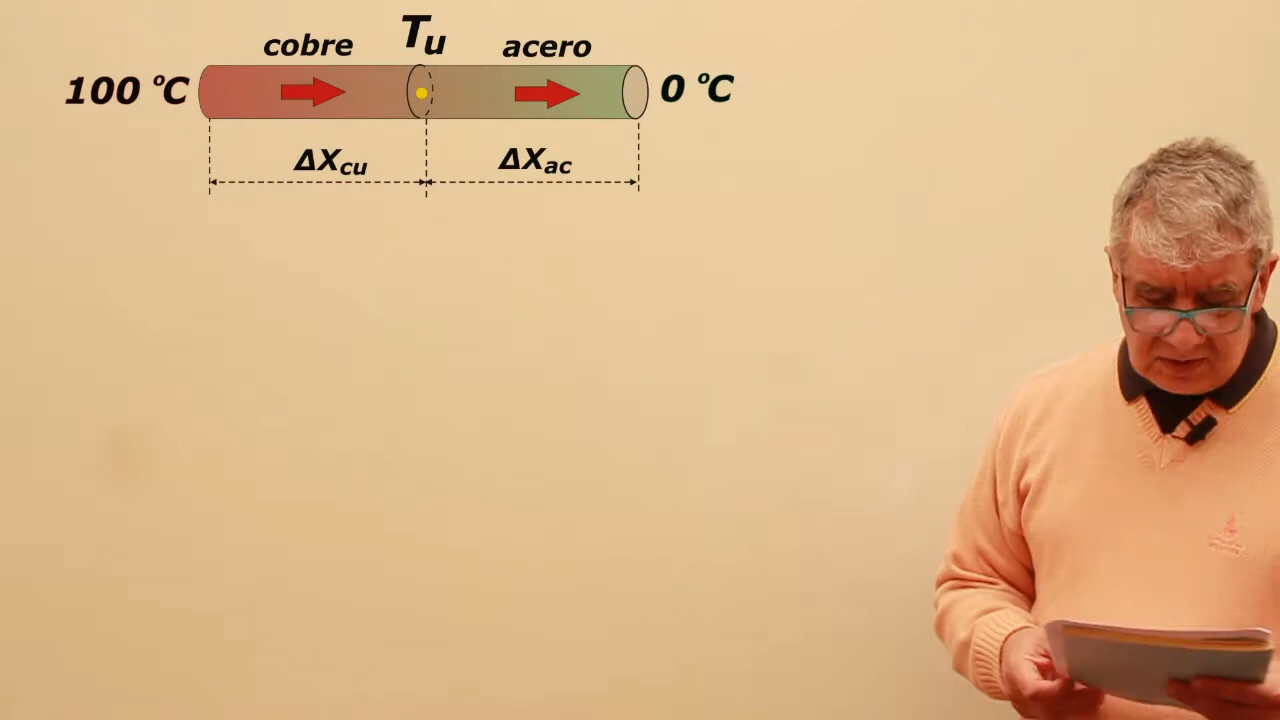 cobre
Tu
acero
100 ºC
0 ºC
ΔXcu
ΔXac